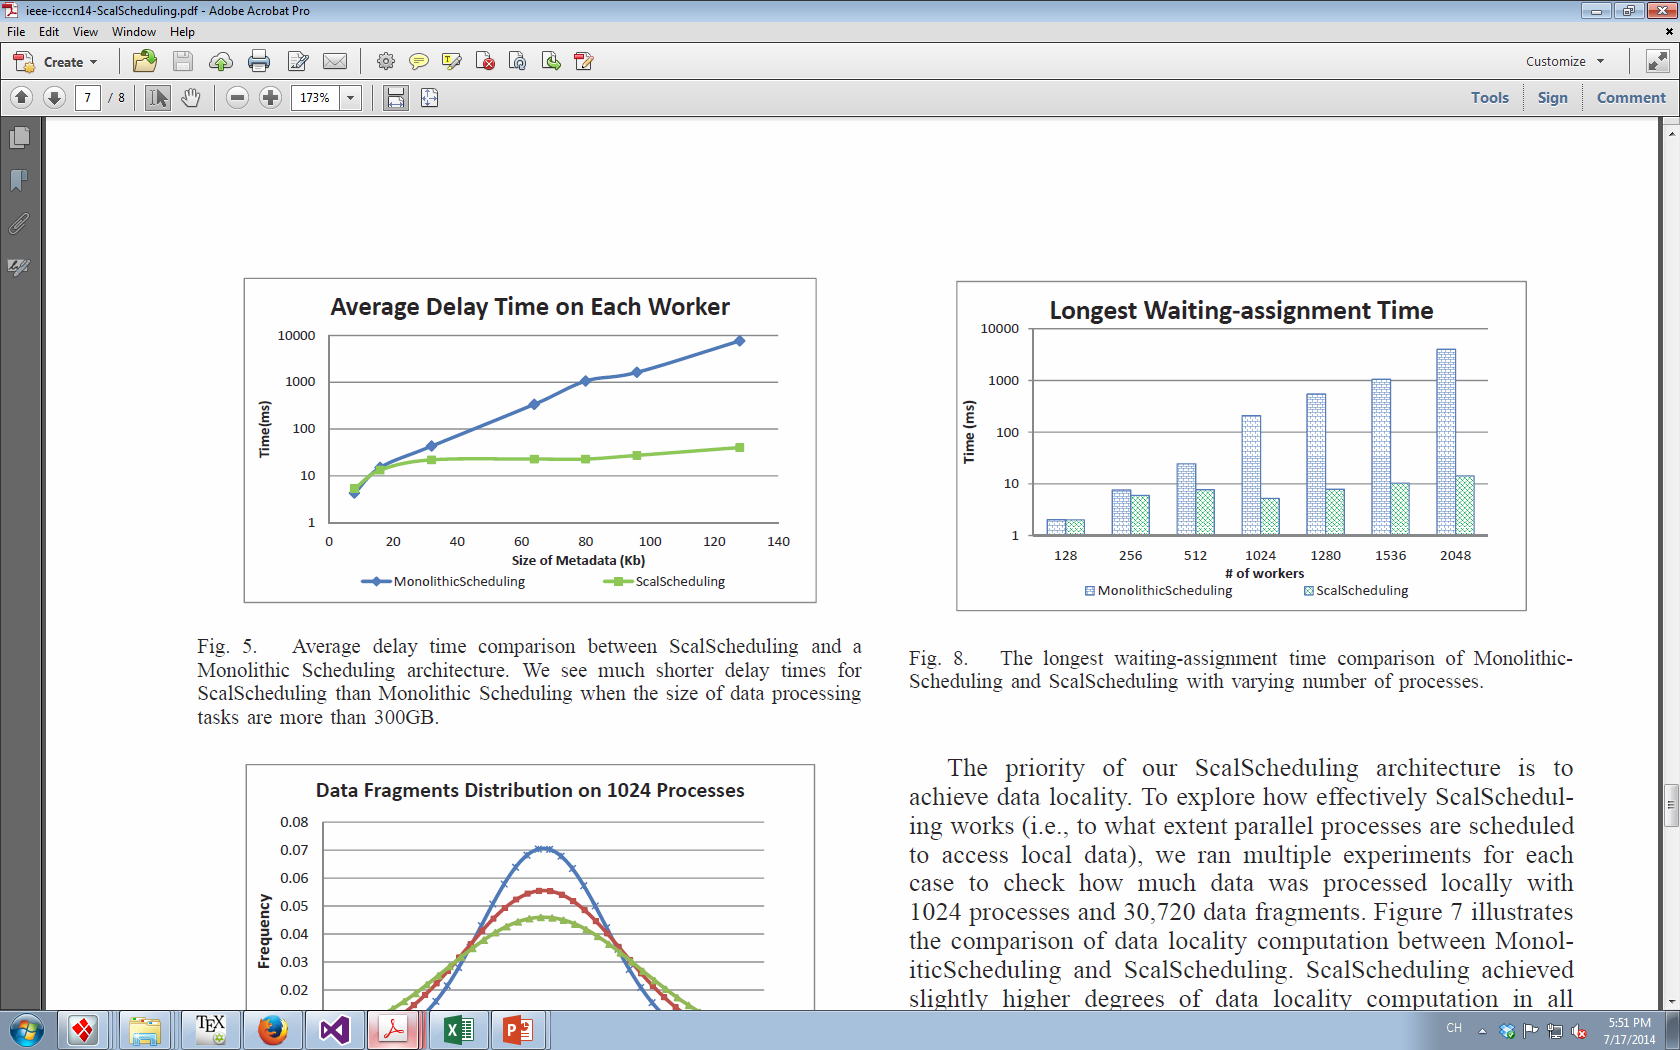 ieee-icccn14-ScalScheduling.pdf - Adobe Acrobat Pro
File Edit View Window Help
Create
Customize
7 / 8
173%
Tools Sign Comment
Average Delay Time on Each Worker
10000
1000
100
10
1
Time(ms)
0 20 40 60 80 100 120 140
Size of Metadata (Kb)
MonolithicScheduling ScalScheduling
Fig. 5. Average delay time comparison between ScalScheduling and a
Monolithic Scheduling architecture. We see much shorter delay times for
ScalScheduling than Monolithic Scheduling when the size of data processing
tasks are more than 300GB.
Data Fragments Distribution on 1024 Processes
0.08
0.07
0.06
0.05
0.04
0.03
0.02
Frequency
Longest Waiting-assignment Time
10000
1000
100
10
1
Time (ms)
128 256 512 1024 1280 1536 2048
# of workers
MonolithicScheduling ScalScheduling
Fig. 8. The longest waiting-assignment time comparison of Monolithic-
Scheduling and ScalScheduling with varying number of processes.
The priority of our ScalScheduling architecture is to
achieve data locality. To explore how effectively ScalSchedul-
ing works (i.e., to what extent parallel processes are scheduled
to access local data), we ran multiple experiments for each
case to check how much data was processed locally with
1024 processes and 30,720 data fragments. Figure 7 illustrates
the comparison of data locality computation between Monol-
iticScheduling and ScalScheduling. ScalScheduling achieved
slightly higher degrees of data locality computation in all
CH
5:51 PM
7/17/2014